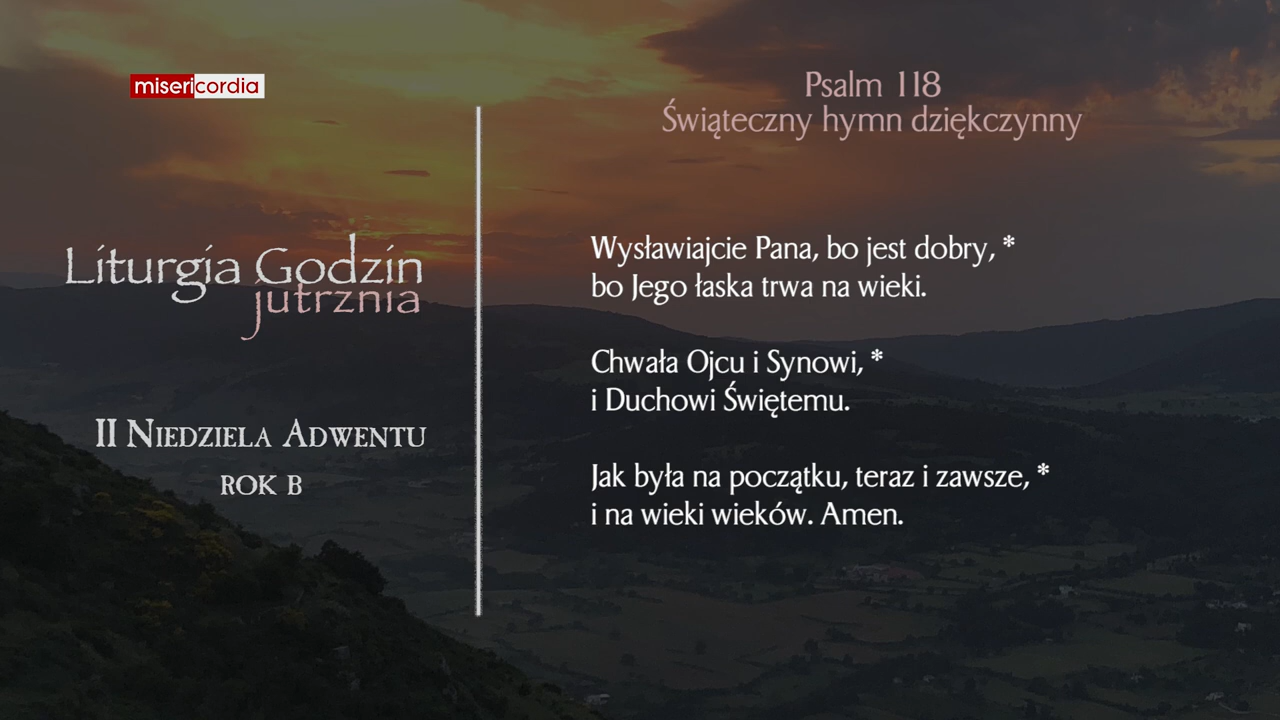 misericordia
Liturgia Godzin
jutrznia
II Niedziela Adwentu
ROK B
Psalm 118
Świąteczny hymn dziękczynny
Wysławiajcie Pana, bo jest dobry, *
bo Jego łaska trwa na wieki.
Chwała Ojcu i Synowi, *
i Duchowi Świętemu.
Jak była na początku, teraz i zawsze, *
i na wieki wieków. Amen.